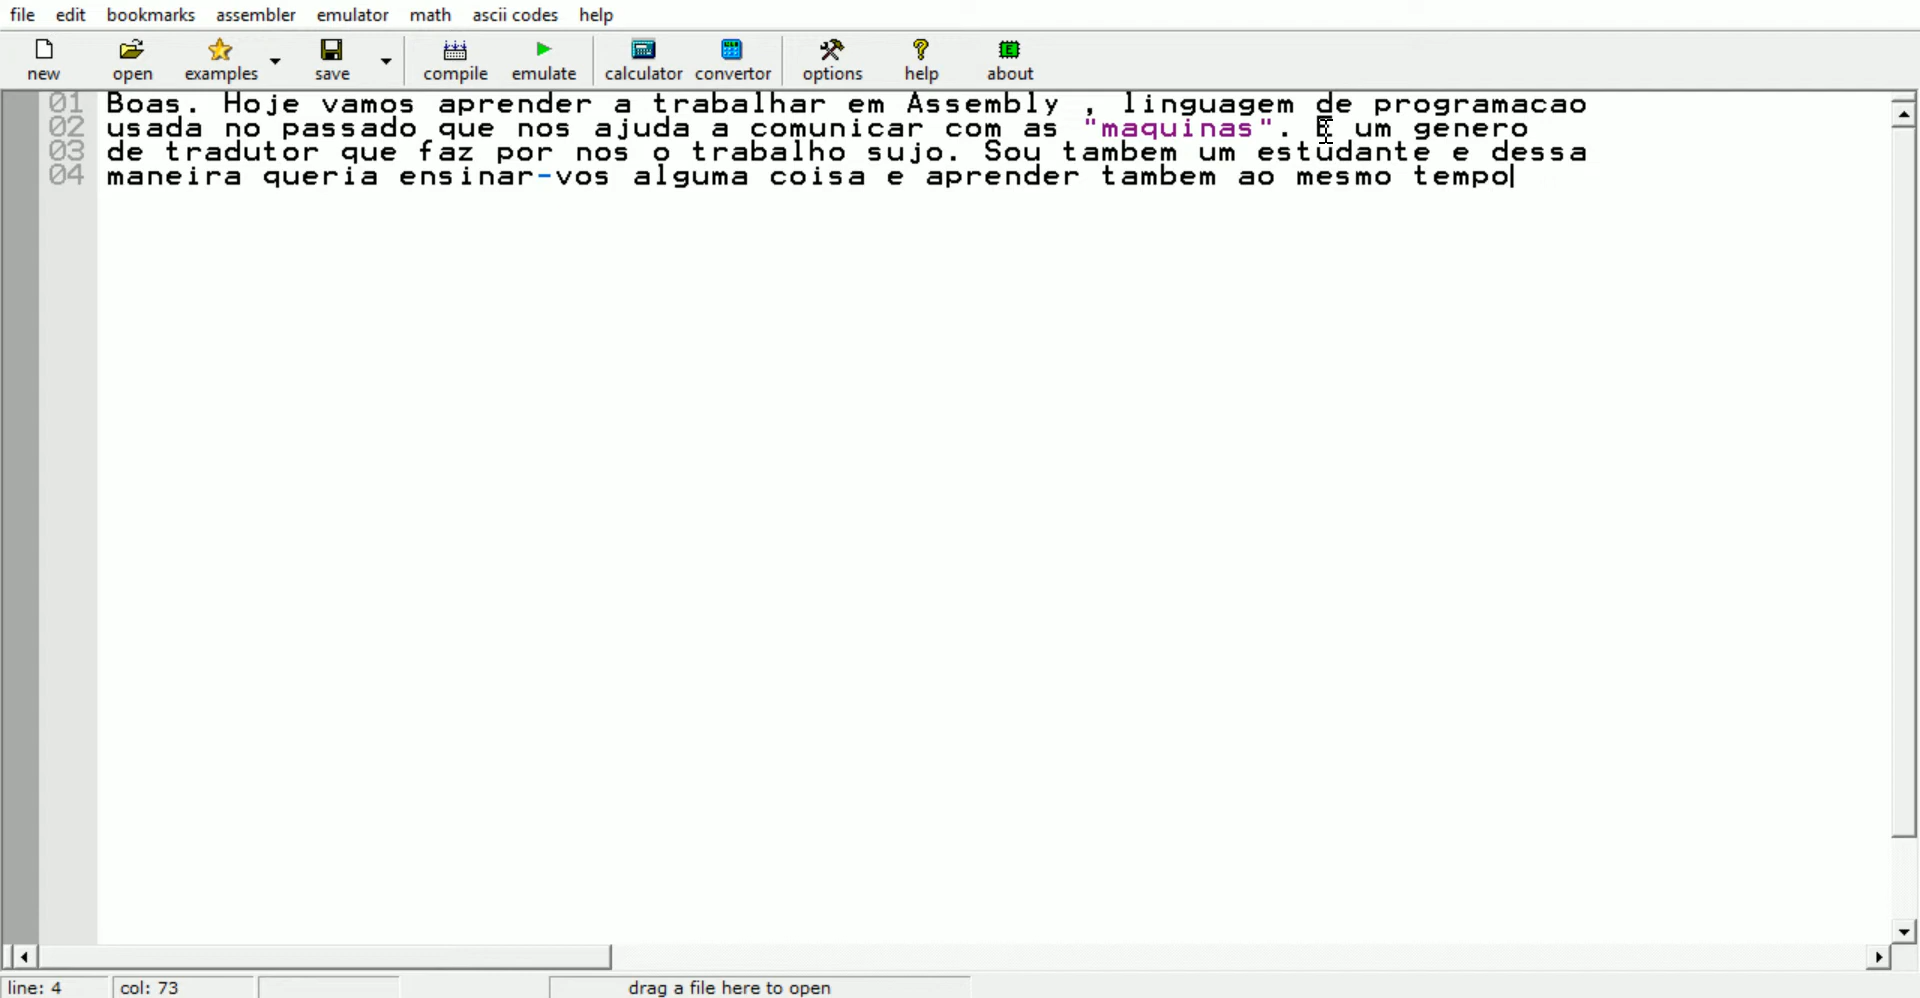 file edit bookmarks assembler emulator math ascii codes help
new open examples save compile emulate calculator convertor options help about
01 Boas. Hoje vamos aprender a trabalhar em Assembly , linguagem de programacao
02 usada no passado que nos ajuda a comunicar com as "maquinas". E um genero
03 de tradutor que faz por nos o trabalho sujo. Sou tambem um estudante e dessa
04 maneira queria ensinar-vos alguma coisa e aprender tambem ao mesmo tempo
line: 4 col: 73 drag a file here to open